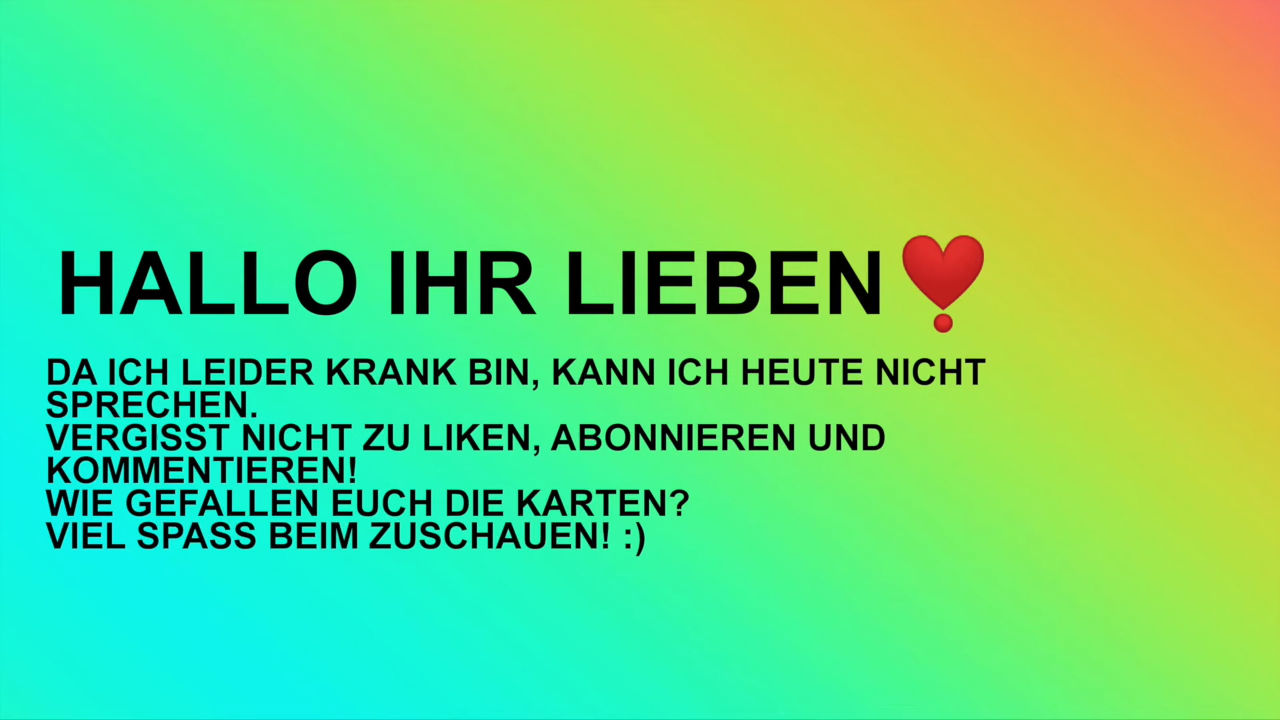 HALLO IHR LIEBEN❣️
DA ICH LEIDER KRANK BIN, KANN ICH HEUTE NICHT
SPRECHEN.
VERGISST NICHT ZU LIKEN, ABONNIEREN UND
KOMMENTIEREN!
WIE GEFALLEN EUCH DIE KARTEN?
VIEL SPASS BEIM ZUSCHAUEN! :)